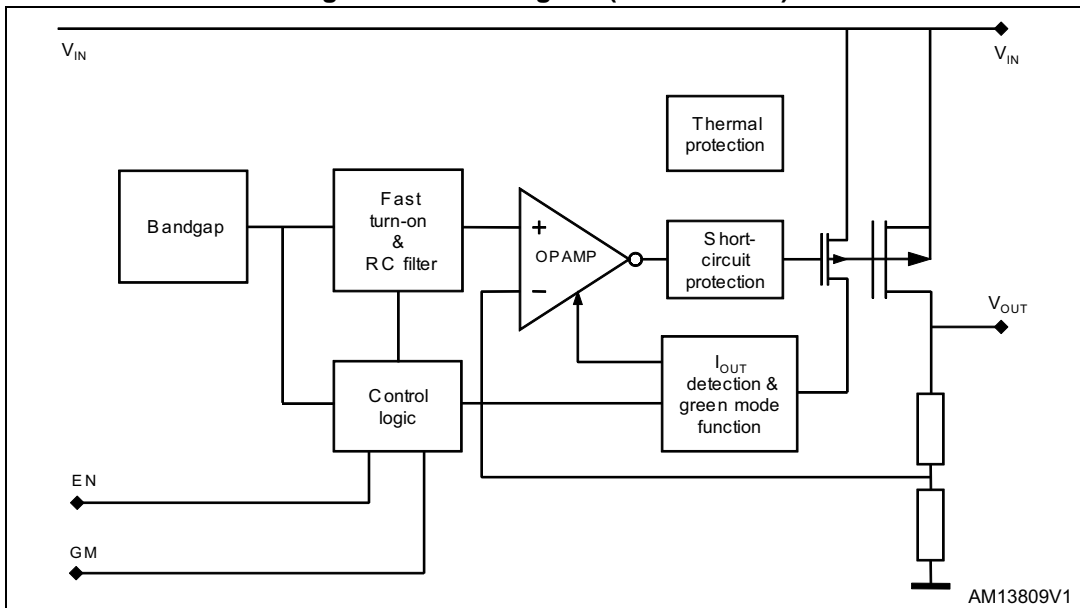 V_IN
V_IN
Thermal
protection
Bandgap
Fast
turn-on
&
RC filter
+
OPAMP
−
Short-
circuit
protection
V_OUT
I_OUT
detection &
green mode
function
Control
logic
EN
GM
AM13809V1